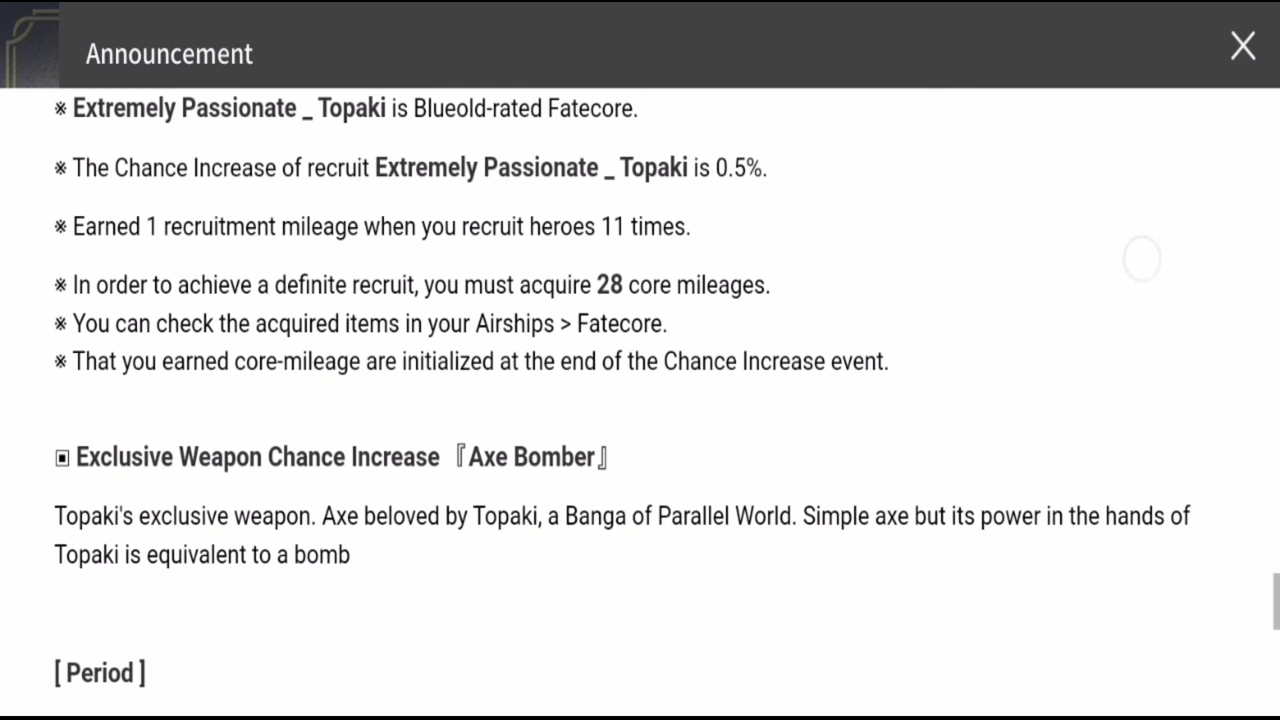 Announcement
※ Extremely Passionate _ Topaki is Blueold-rated Fatecore.
※ The Chance Increase of recruit Extremely Passionate _ Topaki is 0.5%.
※ Earned 1 recruitment mileage when you recruit heroes 11 times.
※ In order to achieve a definite recruit, you must acquire 28 core mileages.
※ You can check the acquired items in your Airships > Fatecore.
※ That you earned core-mileage are initialized at the end of the Chance Increase event.
▣ Exclusive Weapon Chance Increase 『Axe Bomber』
Topaki's exclusive weapon. Axe beloved by Topaki, a Banga of Parallel World. Simple axe but its power in the hands of
Topaki is equivalent to a bomb
[ Period ]